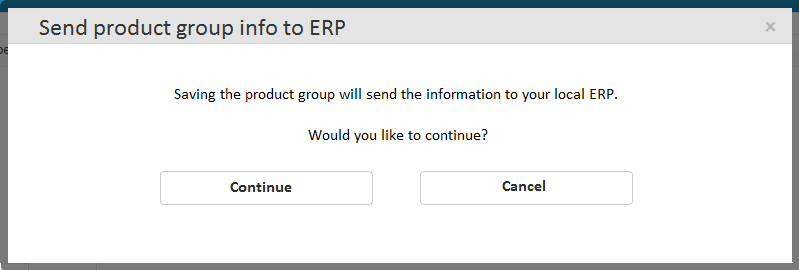 Send product group info to ERP
×
Saving the product group will send the information to your local ERP.
Would you like to continue?
Continue
Cancel